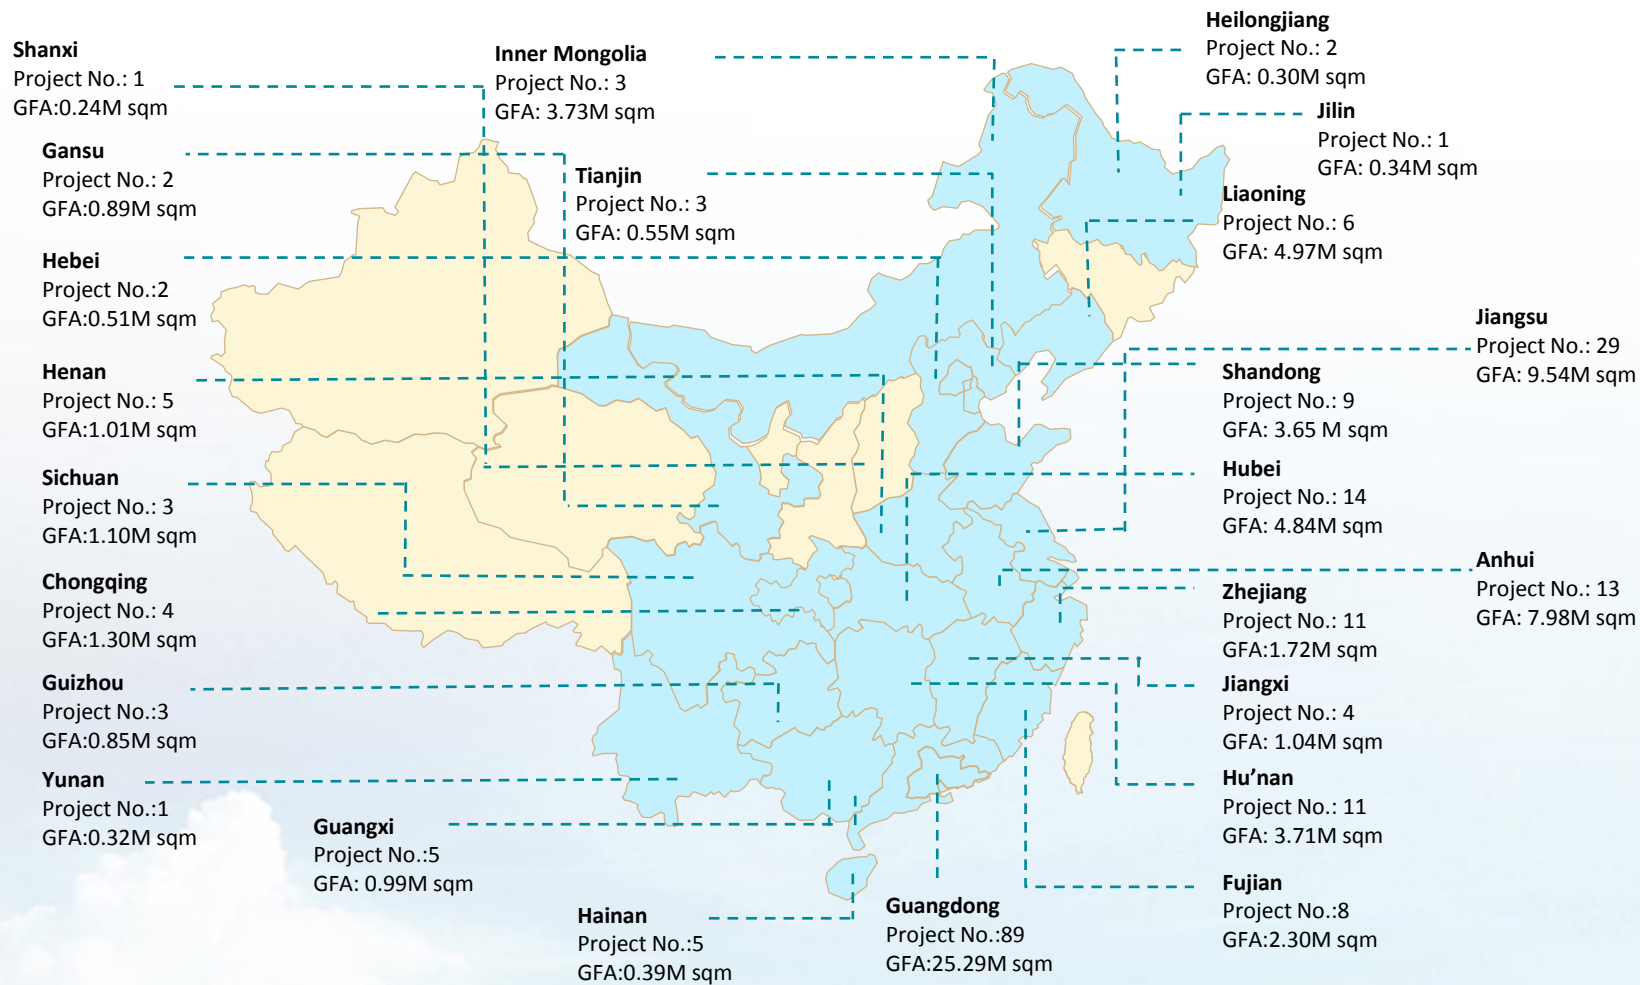 Shanxi
Project No.: 1
GFA:0.24M sqm
Inner Mongolia
Project No.: 3
GFA: 3.73M sqm
Heilongjiang
Project No.: 2
GFA: 0.30M sqm
Jilin
Project No.: 1
GFA: 0.34M sqm
Gansu
Project No.: 2
GFA:0.89M sqm
Tianjin
Project No.: 3
GFA: 0.55M sqm
Liaoning
Project No.: 6
GFA: 4.97M sqm
Hebei
Project No.:2
GFA:0.51M sqm
Jiangsu
Project No.: 29
GFA: 9.54M sqm
Henan
Project No.: 5
GFA:1.01M sqm
Shandong
Project No.: 9
GFA: 3.65 M sqm
Sichuan
Project No.: 3
GFA:1.10M sqm
Hubei
Project No.: 14
GFA: 4.84M sqm
Anhui
Project No.: 13
GFA: 7.98M sqm
Chongqing
Project No.: 4
GFA:1.30M sqm
Zhejiang
Project No.: 11
GFA:1.72M sqm
Guizhou
Project No.:3
GFA:0.85M sqm
Jiangxi
Project No.: 4
GFA: 1.04M sqm
Yunan
Project No.:1
GFA:0.32M sqm
Hu’nan
Project No.: 11
GFA: 3.71M sqm
Guangxi
Project No.:5
GFA: 0.99M sqm
Fujian
Project No.:8
GFA:2.30M sqm
Hainan
Project No.:5
GFA:0.39M sqm
Guangdong
Project No.:89
GFA:25.29M sqm